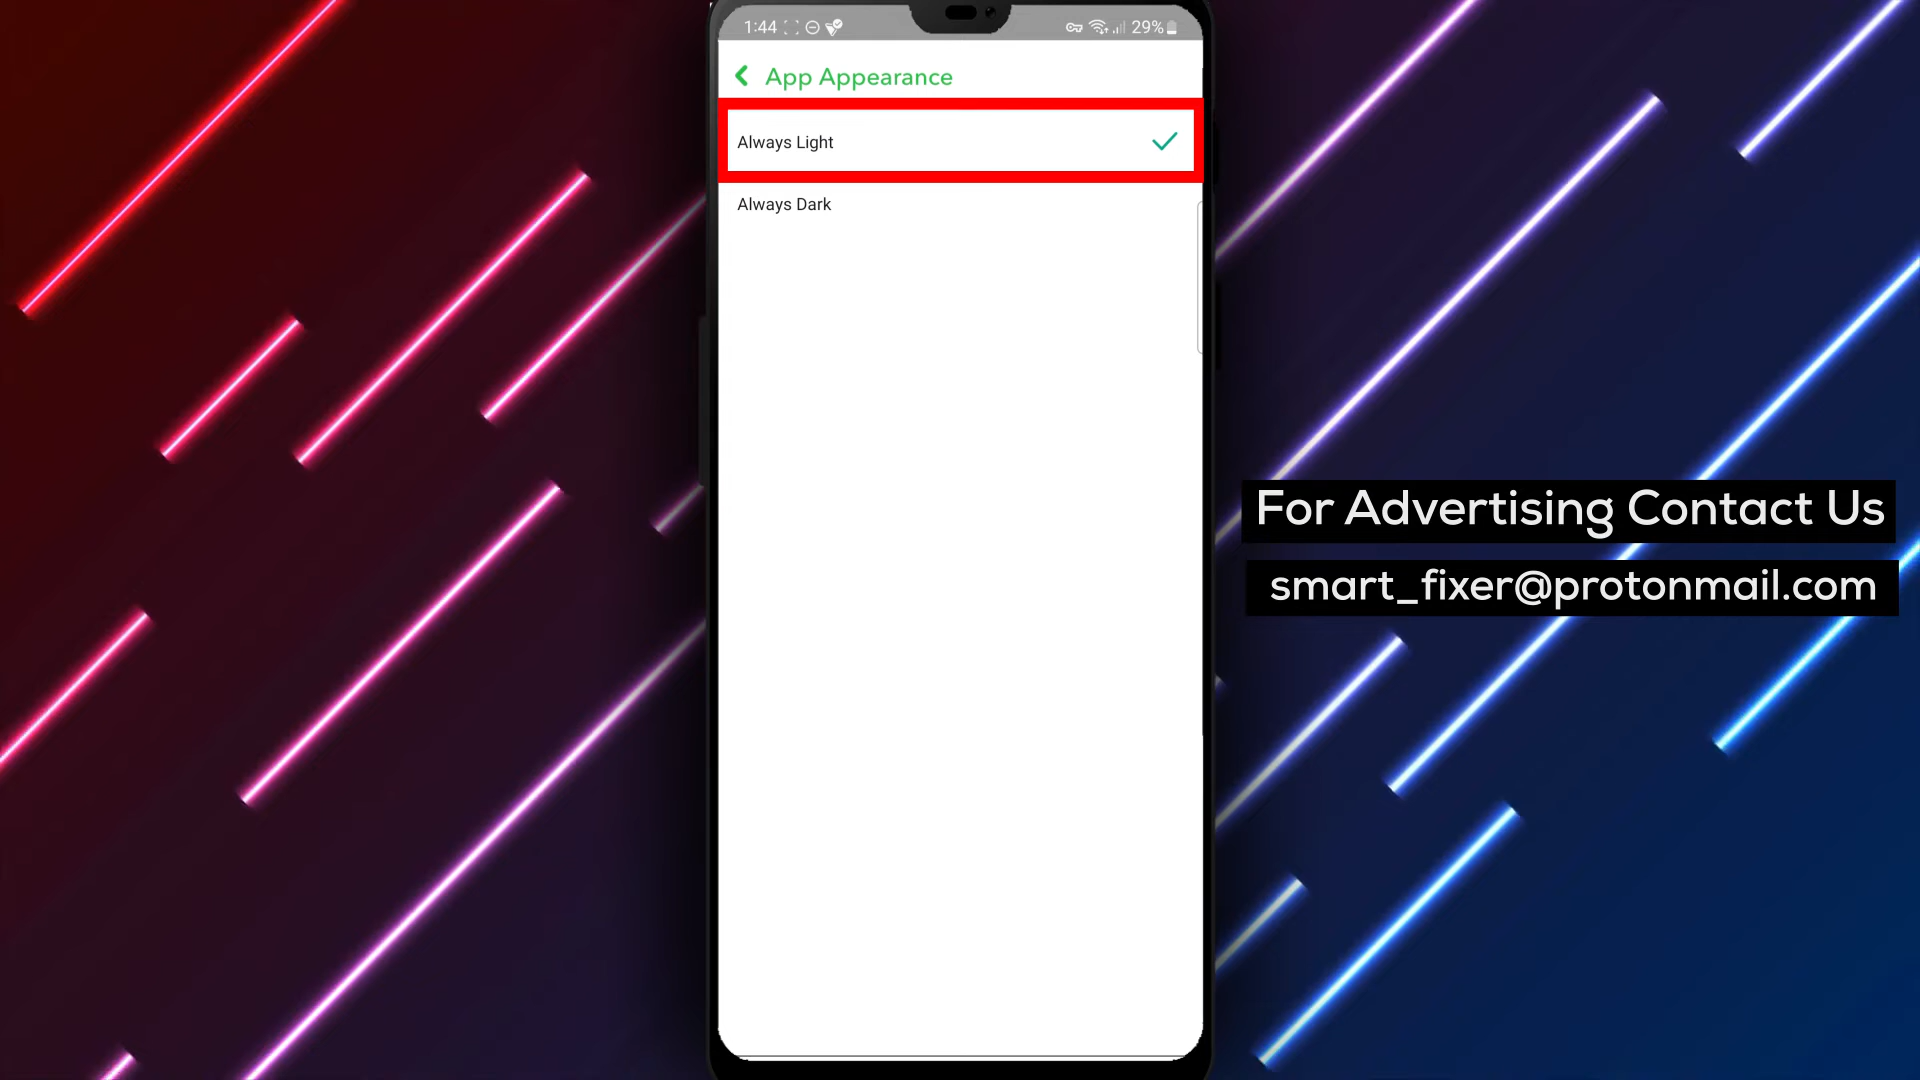 1:44 29%
App Appearance
Always Light
Always Dark
For Advertising Contact Us
smart_fixer@protonmail.com